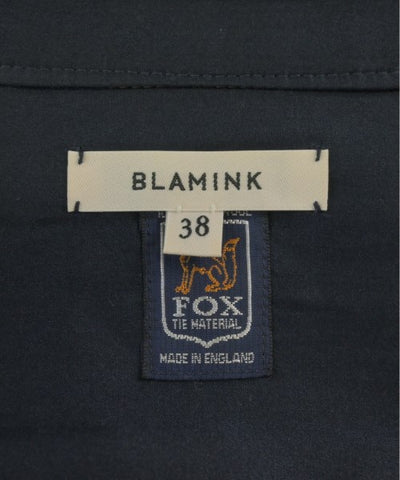 BLAMINK
38
FOX
TIE MATERIAL
MADE IN ENGLAND